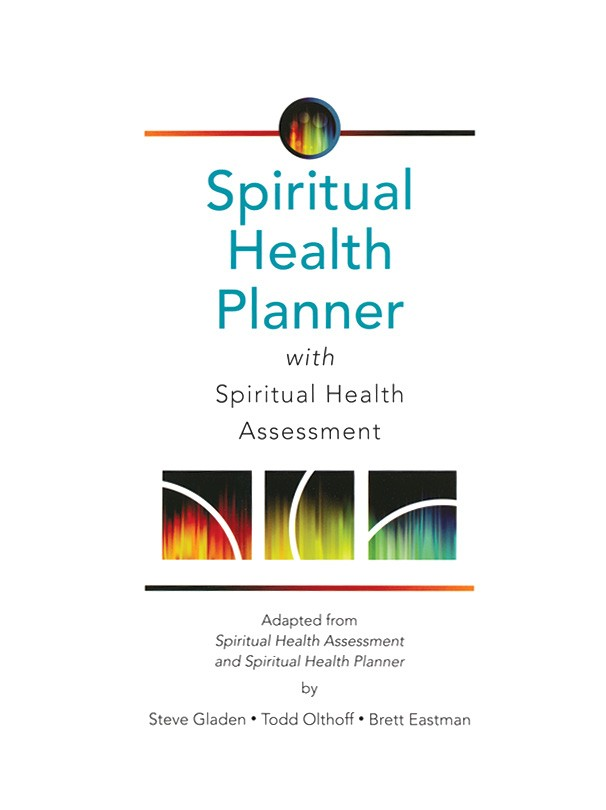 Spiritual
Health
Planner
with
Spiritual Health
Assessment
Adapted from
Spiritual Health Assessment
and Spiritual Health Planner
by
Steve Gladen • Todd Olthoff • Brett Eastman